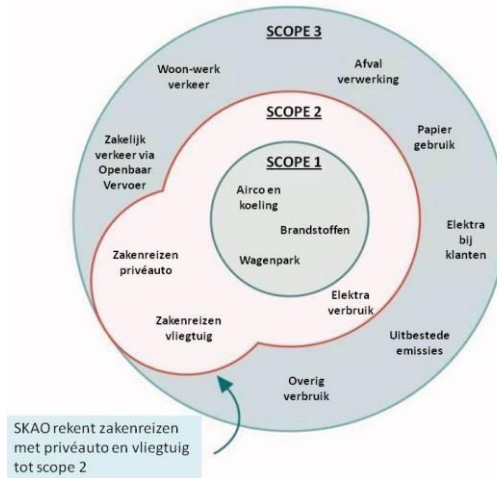 SCOPE 3
Woon-werk
verkeer
Afval
verwerking
SCOPE 2
Papier
gebruik
Zakelijk
verkeer via
Openbaar
Vervoer
SCOPE 1
Airco en
koeling
Brandstoffen
Wagenpark
Elektra
bij
klanten
Zakenreizen
privéauto
Elektra
verbruik
Zakenreizen
vliegtuig
Uitbestede
emissies
Overig
verbruik
SKAO rekent zakenreizen
met privéauto en vliegtuig
tot scope 2